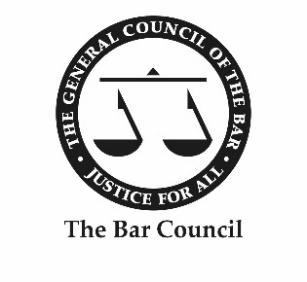 THE GENERAL COUNCIL OF THE BAR
• JUSTICE FOR ALL •
The Bar Council